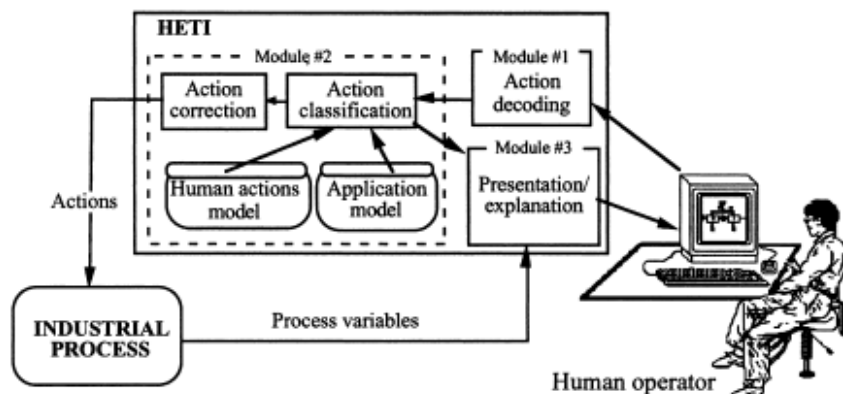 HETI
Module #2
Module #1
Action
correction
Action
classification
Action
decoding
Module #3
Human actions
model
Application
model
Presentation/
explanation
Actions
INDUSTRIAL
PROCESS
Process variables
Human operator